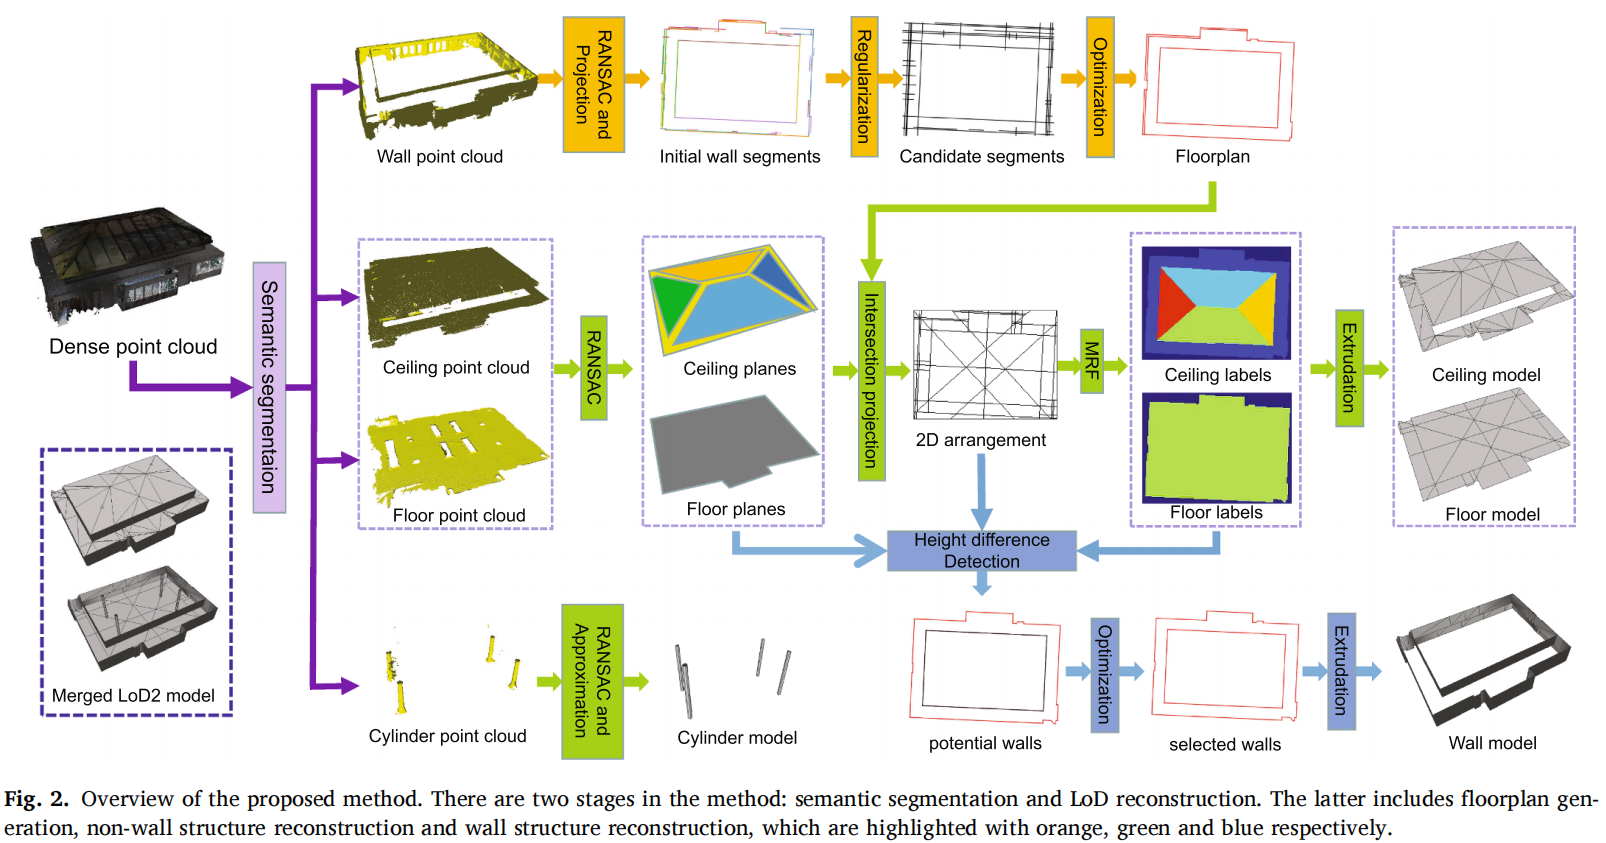 RANSAC and
Projection
Regularization
Optimization
Wall point cloud
Initial wall segments
Candidate segments
Floorplan
Dense point cloud
Semantic segmentaion
Ceiling point cloud
Floor point cloud
RANSAC
Ceiling planes
Floor planes
Intersection projection
2D arrangement
MRF
Ceiling labels
Floor labels
Extrudation
Ceiling model
Floor model
Height difference
Detection
Merged LoD2 model
Cylinder point cloud
RANSAC and
Approximation
Cylinder model
potential walls
Optimization
selected walls
Extrudation
Wall model
Fig. 2. Overview of the proposed method. There are two stages in the method: semantic segmentation and LoD reconstruction. The latter includes floorplan gen-
eration, non-wall structure reconstruction and wall structure reconstruction, which are highlighted with orange, green and blue respectively.